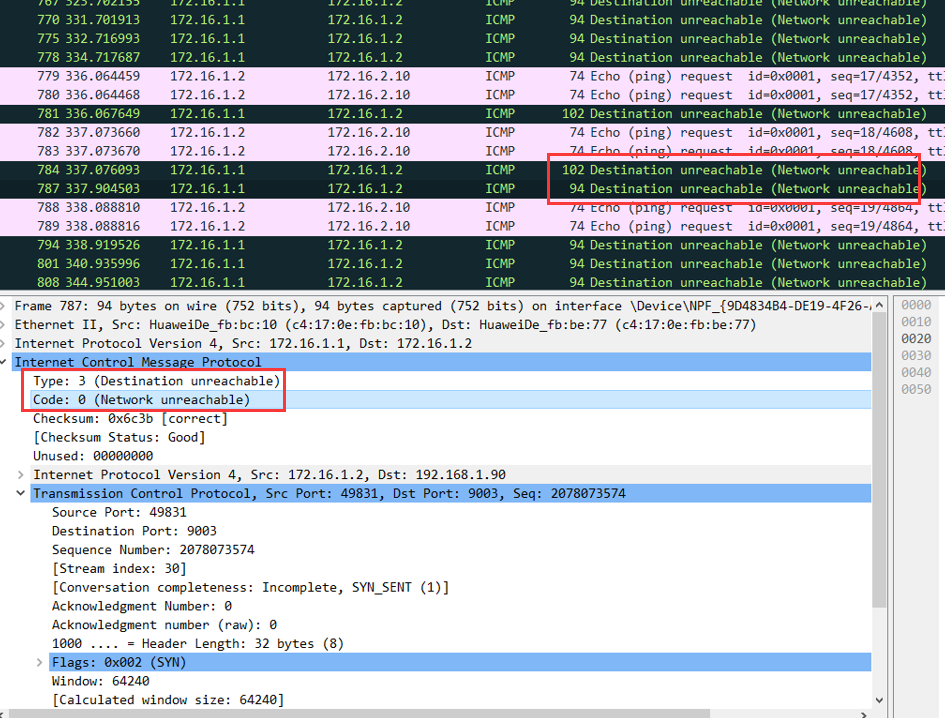 767 323.702155 172.16.1.1 172.16.1.2 ICMP 94 Destination unreachable (Network unreachable)
770 331.701913 172.16.1.1 172.16.1.2 ICMP 94 Destination unreachable (Network unreachable)
775 332.716993 172.16.1.1 172.16.1.2 ICMP 94 Destination unreachable (Network unreachable)
778 334.717687 172.16.1.1 172.16.1.2 ICMP 94 Destination unreachable (Network unreachable)
779 336.064459 172.16.1.2 172.16.2.10 ICMP 74 Echo (ping) request id=0x0001, seq=17/4352, ttl
780 336.064468 172.16.1.2 172.16.2.10 ICMP 74 Echo (ping) request id=0x0001, seq=17/4352, ttl
781 336.067649 172.16.1.1 172.16.1.2 ICMP 102 Destination unreachable (Network unreachable)
782 337.073660 172.16.1.2 172.16.2.10 ICMP 74 Echo (ping) request id=0x0001, seq=18/4608, ttl
783 337.073670 172.16.1.2 172.16.2.10 ICMP 74 Echo (ping) request id=0x0001, seq=18/4608, ttl
784 337.076093 172.16.1.1 172.16.1.2 ICMP 102 Destination unreachable (Network unreachable)
787 337.904503 172.16.1.1 172.16.1.2 ICMP 94 Destination unreachable (Network unreachable)
788 338.088810 172.16.1.2 172.16.2.10 ICMP 74 Echo (ping) request id=0x0001, seq=19/4864, ttl
789 338.088816 172.16.1.2 172.16.2.10 ICMP 74 Echo (ping) request id=0x0001, seq=19/4864, ttl
794 338.919526 172.16.1.1 172.16.1.2 ICMP 94 Destination unreachable (Network unreachable)
801 340.935996 172.16.1.1 172.16.1.2 ICMP 94 Destination unreachable (Network unreachable)
808 344.951003 172.16.1.1 172.16.1.2 ICMP 94 Destination unreachable (Network unreachable)
Frame 787: 94 bytes on wire (752 bits), 94 bytes captured (752 bits) on interface \Device\NPF_{9D4834B4-DE19-4F26-
Ethernet II, Src: HuaweiDe_fb:bc:10 (c4:17:0e:fb:bc:10), Dst: HuaweiDe_fb:be:77 (c4:17:0e:fb:be:77)
Internet Protocol Version 4, Src: 172.16.1.1, Dst: 172.16.1.2
Internet Control Message Protocol
Type: 3 (Destination unreachable)
Code: 0 (Network unreachable)
Checksum: 0x6c3b [correct]
[Checksum Status: Good]
Unused: 00000000
Internet Protocol Version 4, Src: 172.16.1.2, Dst: 192.168.1.90
Transmission Control Protocol, Src Port: 49831, Dst Port: 9003, Seq: 2078073574
Source Port: 49831
Destination Port: 9003
Sequence Number: 2078073574
[Stream index: 30]
[Conversation completeness: Incomplete, SYN_SENT (1)]
Acknowledgment Number: 0
Acknowledgment number (raw): 0
1000 .... = Header Length: 32 bytes (8)
Flags: 0x002 (SYN)
Window: 64240
[Calculated window size: 64240]
0000
0010
0020
0030
0040
0050